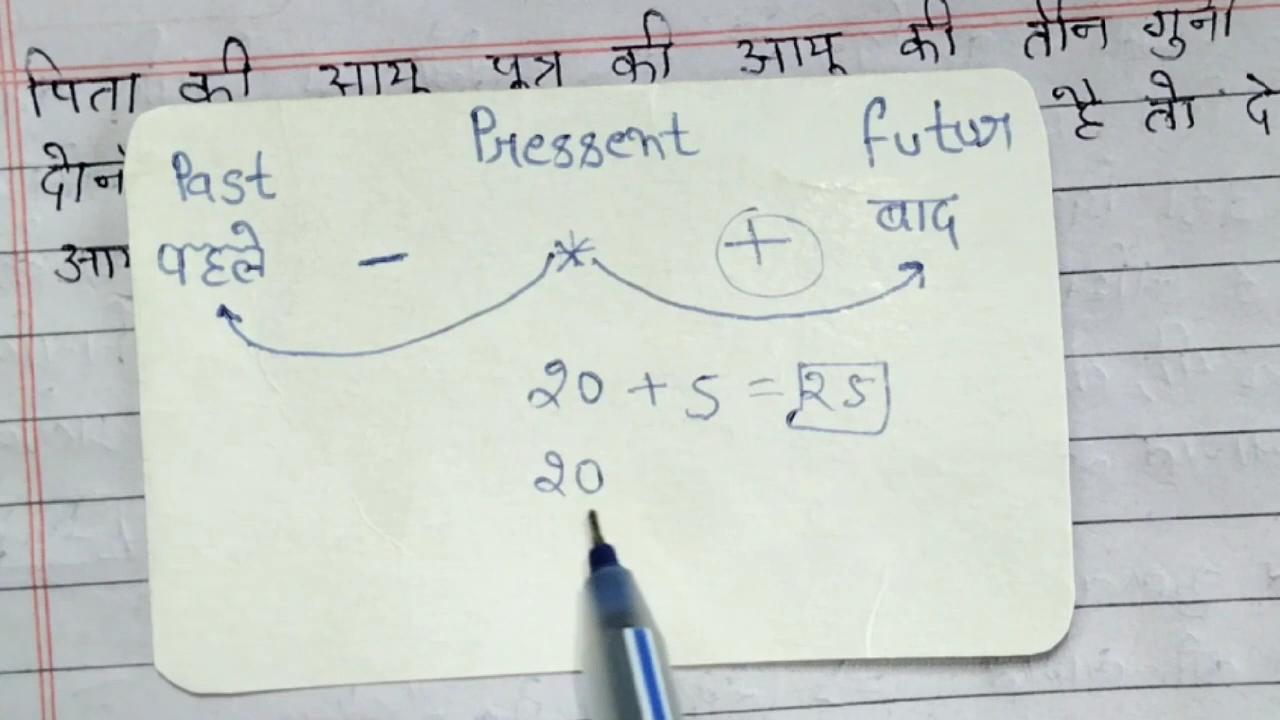 पिता की आयू पूत्र की आयू की तीन गुना
है तो दो
Past Pressent futur
पहले - * + बाद
20 + 5 = 25
20